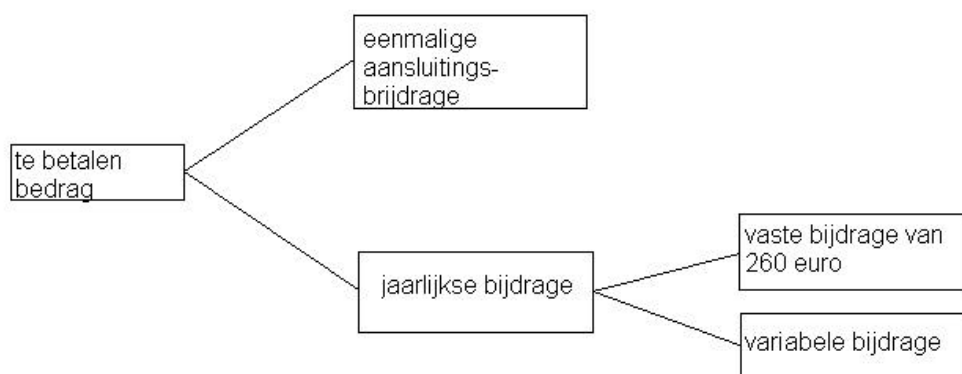 eenmalige
aansluitings-
brijdrage
te betalen
bedrag
jaarlijkse bijdrage
vaste bijdrage van
260 euro
variabele bijdrage